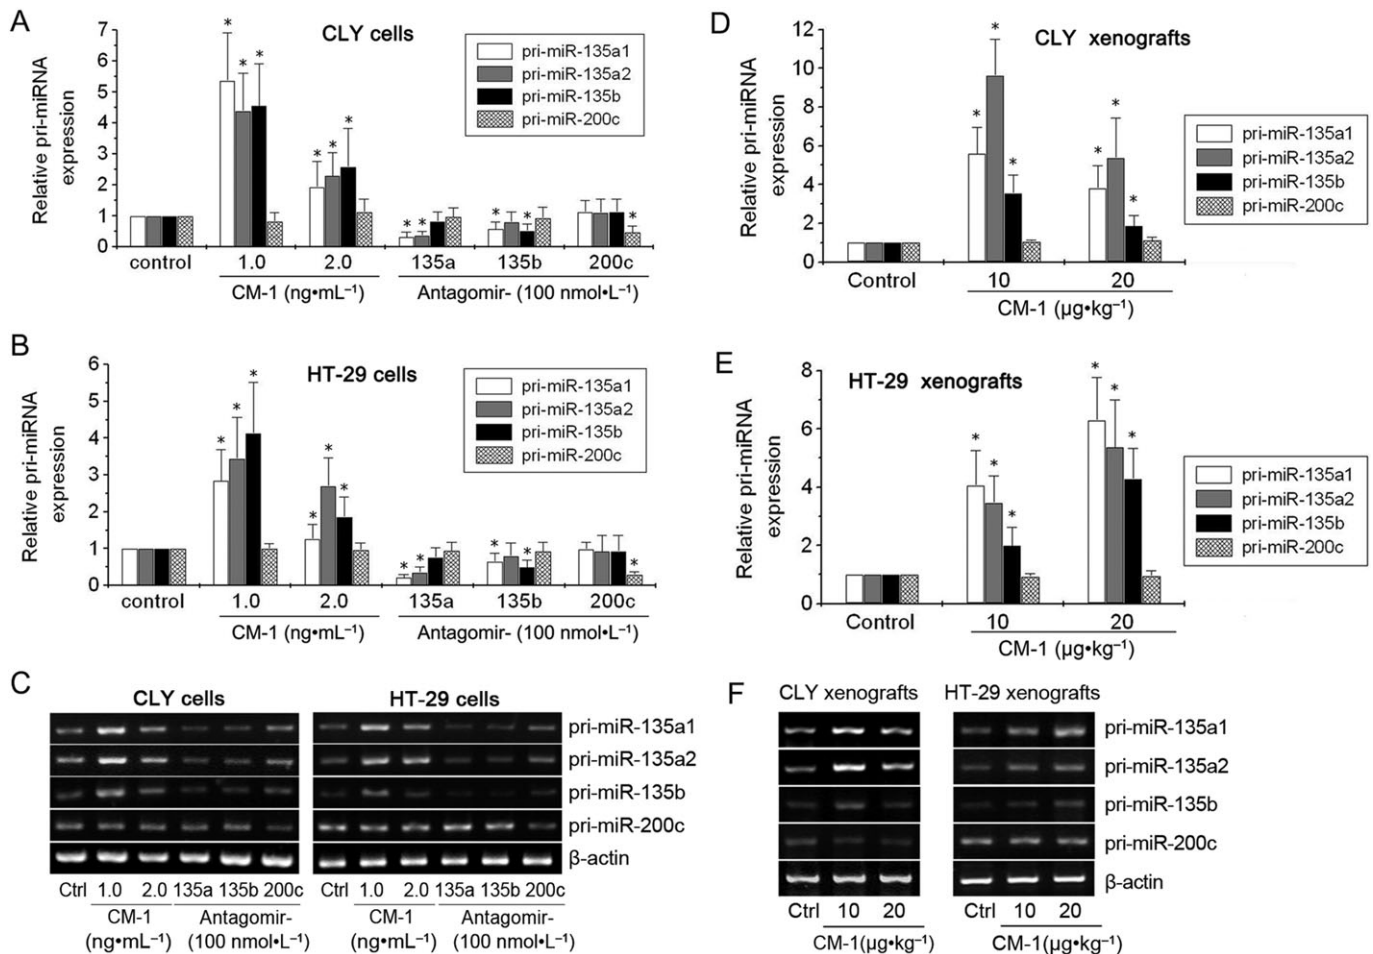 A
CLY cells
Relative pri-miRNA
expression
7
6
5
4
3
2
1
0
pri-miR-135a1
pri-miR-135a2
pri-miR-135b
pri-miR-200c
* * * * * * * * * * *
control 1.0 2.0 135a 135b 200c
CM-1 (ng•mL⁻¹) Antagomir- (100 nmol•L⁻¹)
B
HT-29 cells
Relative pri-miRNA
expression
6
5
4
3
2
1
0
pri-miR-135a1
pri-miR-135a2
pri-miR-135b
pri-miR-200c
* * * * * * * * * * *
control 1.0 2.0 135a 135b 200c
CM-1 (ng•mL⁻¹) Antagomir- (100 nmol•L⁻¹)
C
CLY cells HT-29 cells
pri-miR-135a1
pri-miR-135a2
pri-miR-135b
pri-miR-200c
β-actin
Ctrl 1.0 2.0 135a 135b 200c Ctrl 1.0 2.0 135a 135b 200c
CM-1 Antagomir- CM-1 Antagomir-
(ng•mL⁻¹) (100 nmol•L⁻¹) (ng•mL⁻¹) (100 nmol•L⁻¹)
D
CLY xenografts
Relative pri-miRNA
expression
12
10
8
6
4
2
0
pri-miR-135a1
pri-miR-135a2
pri-miR-135b
pri-miR-200c
* * * * * *
Control 10 20
CM-1 (μg•kg⁻¹)
E
HT-29 xenografts
Relative pri-miRNA
expression
8
6
4
2
0
pri-miR-135a1
pri-miR-135a2
pri-miR-135b
pri-miR-200c
* * * * * *
Control 10 20
CM-1 (μg•kg⁻¹)
F
CLY xenografts HT-29 xenografts
pri-miR-135a1
pri-miR-135a2
pri-miR-135b
pri-miR-200c
β-actin
Ctrl 10 20 Ctrl 10 20
CM-1(μg•kg⁻¹) CM-1(μg•kg⁻¹)